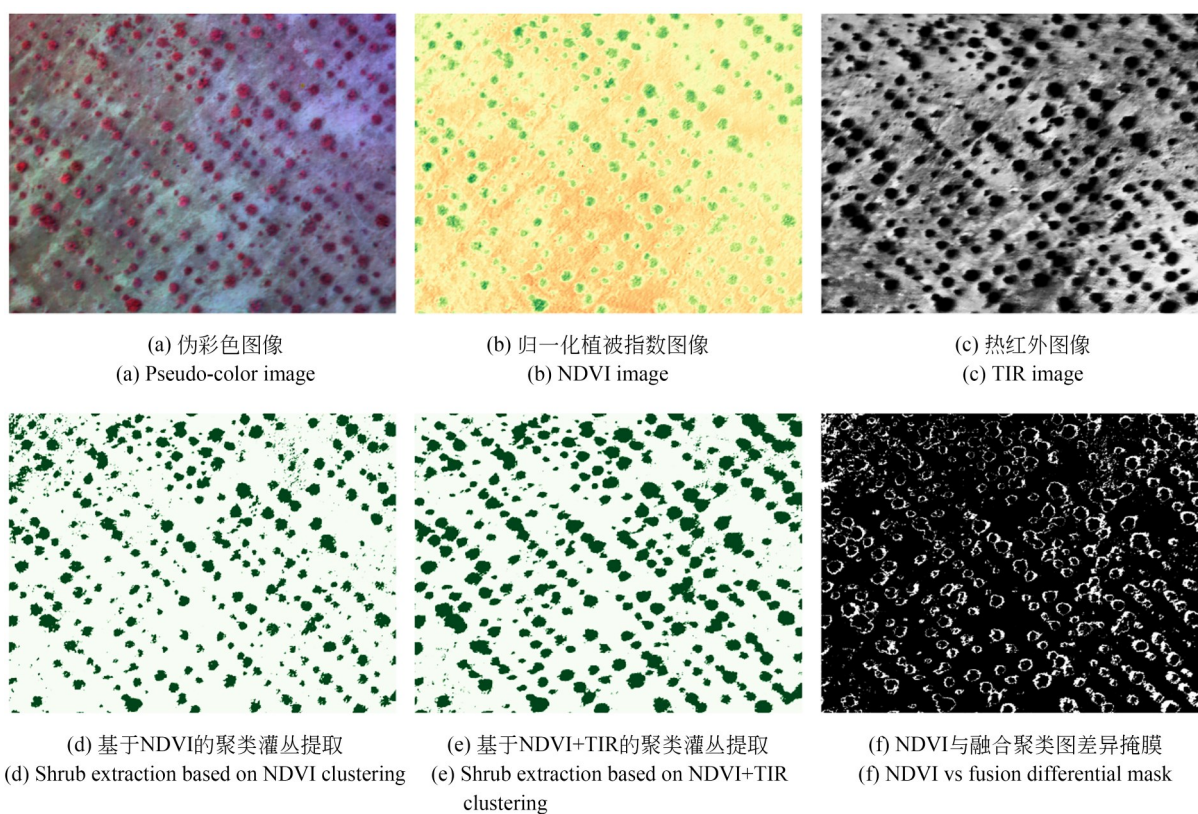 (a) 伪彩色图像
(a) Pseudo-color image
(b) 归一化植被指数图像
(b) NDVI image
(c) 热红外图像
(c) TIR image
(d) 基于NDVI的聚类灌丛提取
(d) Shrub extraction based on NDVI clustering
(e) 基于NDVI+TIR的聚类灌丛提取
(e) Shrub extraction based on NDVI+TIR
clustering
(f) NDVI与融合聚类图差异掩膜
(f) NDVI vs fusion differential mask